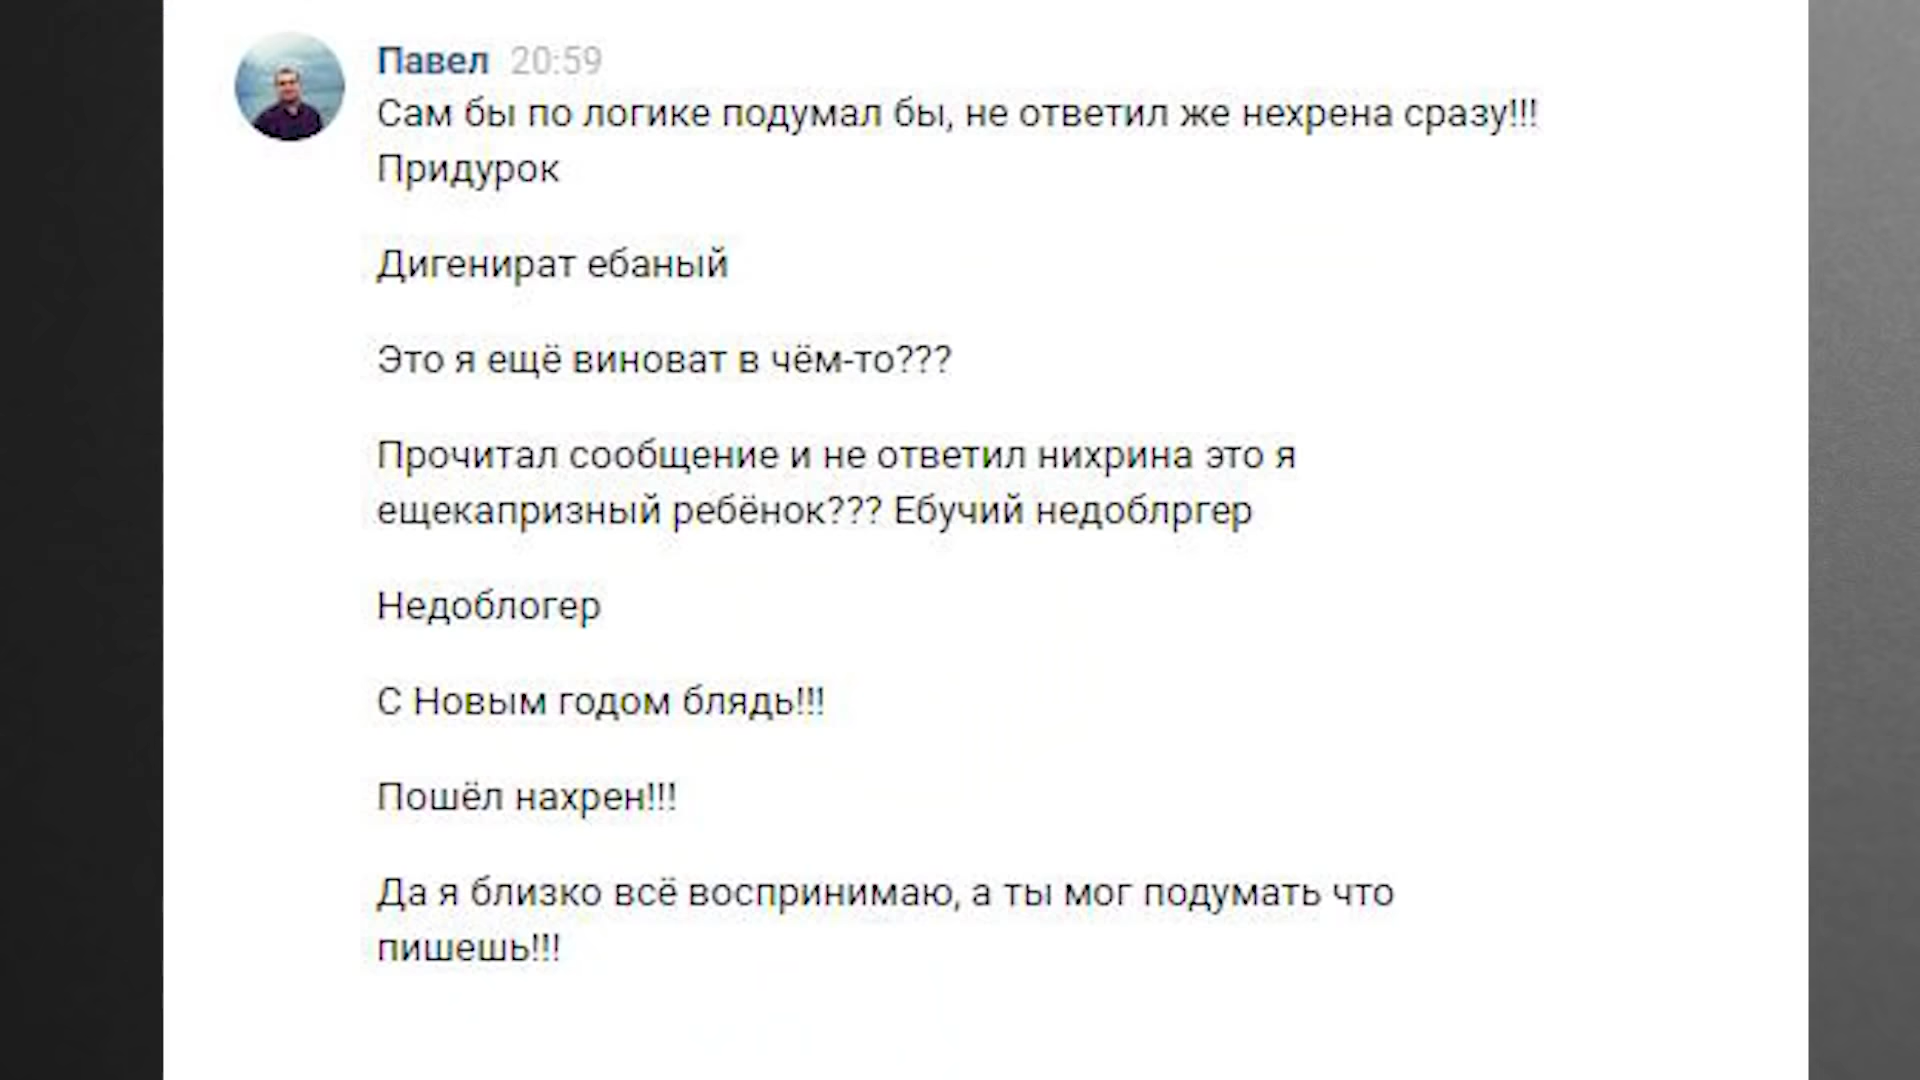 Павел 20:59
Сам бы по логике подумал бы, не ответил же нехрена сразу!!!
Придурок
Дигенират ебаный
Это я ещё виноват в чём-то???
Прочитал сообщение и не ответил нихрина это я
ещекапризный ребёнок??? Ебучий недоблргер
Недоблогер
С Новым годом блядь!!!
Пошёл нахрен!!!
Да я близко всё воспринимаю, а ты мог подумать что
пишешь!!!